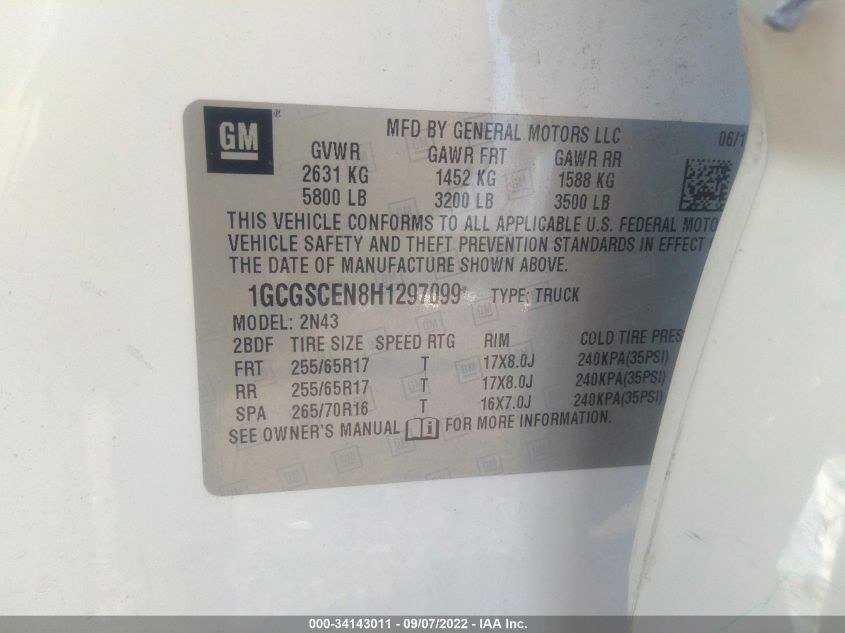 GM
MFD BY GENERAL MOTORS LLC 06/1
GVWR GAWR FRT GAWR RR
2631 KG 1452 KG 1588 KG
5800 LB 3200 LB 3500 LB
THIS VEHICLE CONFORMS TO ALL APPLICABLE U.S. FEDERAL MOTO
VEHICLE SAFETY AND THEFT PREVENTION STANDARDS IN EFFECT
THE DATE OF MANUFACTURE SHOWN ABOVE.
1GCGSCEN8H1297099* TYPE: TRUCK
MODEL: 2N43
2BDF TIRE SIZE SPEED RTG RIM COLD TIRE PRES
FRT 255/65R17 T 17X8.0J 240KPA(35PSI)
RR 255/65R17 T 17X8.0J 240KPA(35PSI)
SPA 265/70R16 T 16X7.0J 240KPA(35PSI)
SEE OWNER'S MANUAL FOR MORE INFORMATION.
000-34143011 - 09/07/2022 - IAA Inc.